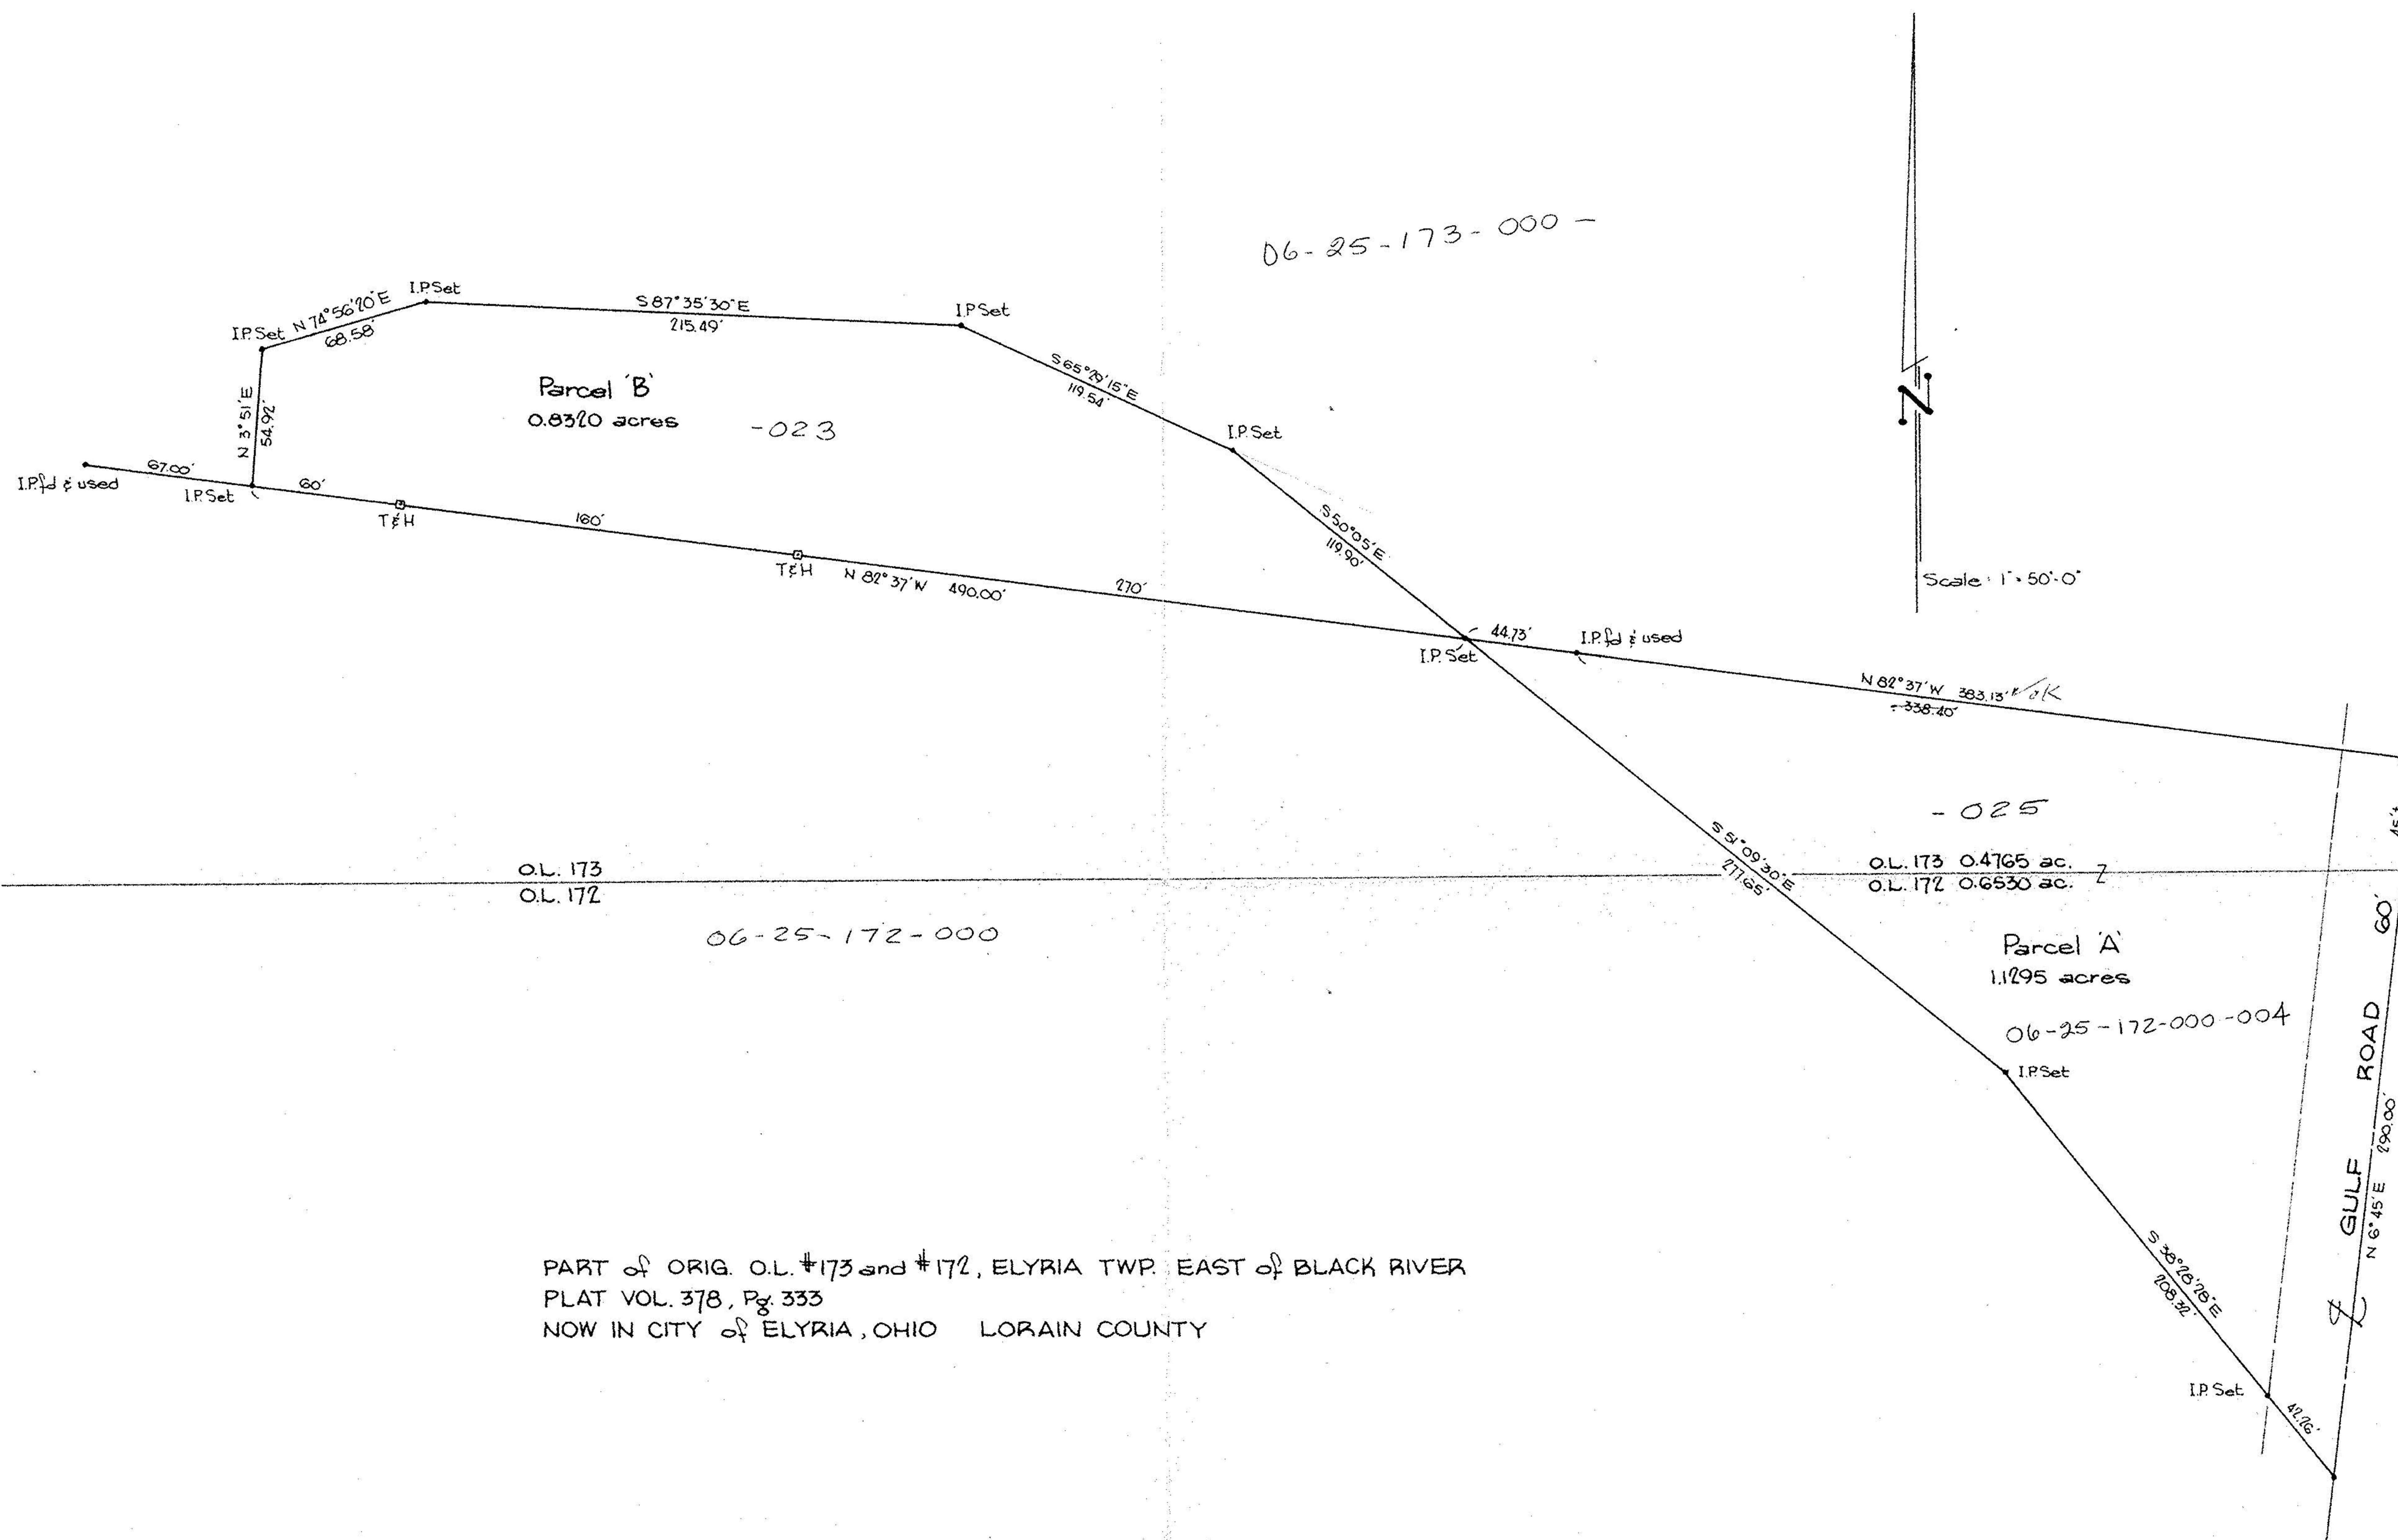 06-25-173-000-
I.P.Set
N 74°56'20"E
68.58'
I.P.Set
S 87°35'30"E
215.49'
I.P.Set
S 65°29'15"E
119.54'
I.P.Set
Parcel 'B'
0.8320 acres
-023
N 3°51'E
54.92'
I.P.fd & used
67.00'
I.P.Set
60'
T&H
160'
T&H
N 82°37'W 490.00'
270'
S 50°05'E
119.90'
I.P.Set
44.73'
I.P.fd & used
Scale: 1"=50'-0"
N
N 82°37'W 383.13' ok
338.40'
-025
S 51°09'30"E
277.65'
O.L. 173
O.L. 172
O.L. 173 0.4765 ac.
O.L. 172 0.6530 ac.
06-25-172-000
Parcel 'A'
1.1295 acres
06-25-172-000-004
I.P.Set
GULF ROAD 60'
N 6°45'E 290.00'
S 38°28'28"E
208.32'
I.P.Set
42.26'
PART of ORIG. O.L. #173 and #172, ELYRIA TWP. EAST of BLACK RIVER
PLAT VOL. 378, Pg. 333
NOW IN CITY of ELYRIA, OHIO LORAIN COUNTY